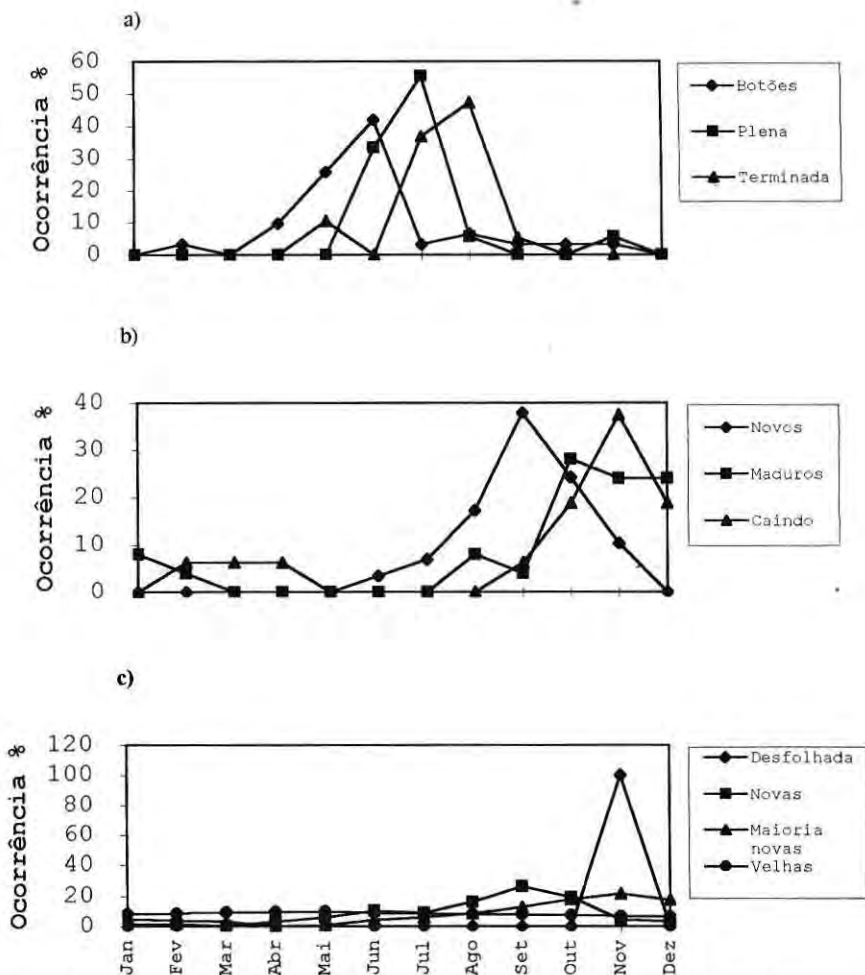 a)
Ocorrência %
60
50
40
30
20
10
0
Botões
Plena
Terminada
b)
Ocorrência %
40
30
20
10
0
Novos
Maduros
Caindo
c)
Ocorrência %
120
100
80
60
40
20
0
Desfolhada
Novas
Maioria
novas
Velhas
Jan
Fev
Mar
Abr
Mai
Jun
Jul
Ago
Set
Out
Nov
Dez